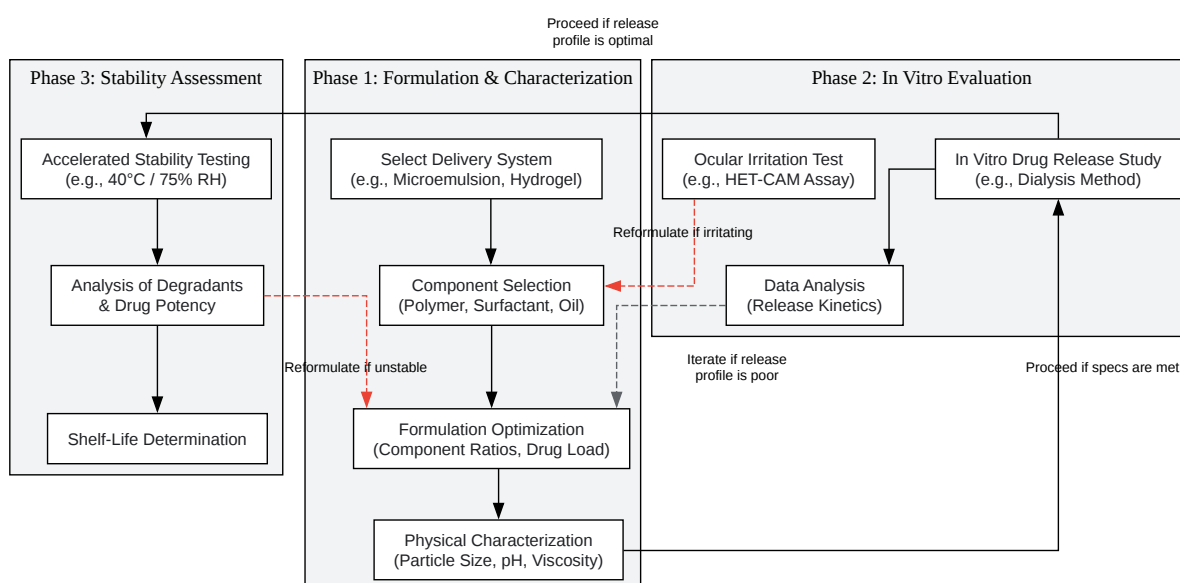 Proceed if release
profile is optimal
Phase 3: Stability Assessment
Accelerated Stability Testing
(e.g., 40°C / 75% RH)
Analysis of Degradants
& Drug Potency
Reformulate if unstable
Shelf-Life Determination
Phase 1: Formulation & Characterization
Select Delivery System
(e.g., Microemulsion, Hydrogel)
Component Selection
(Polymer, Surfactant, Oil)
Formulation Optimization
(Component Ratios, Drug Load)
Physical Characterization
(Particle Size, pH, Viscosity)
Phase 2: In Vitro Evaluation
Ocular Irritation Test
(e.g., HET-CAM Assay)
In Vitro Drug Release Study
(e.g., Dialysis Method)
Reformulate if irritating
Data Analysis
(Release Kinetics)
Iterate if release
profile is poor
Proceed if specs are met